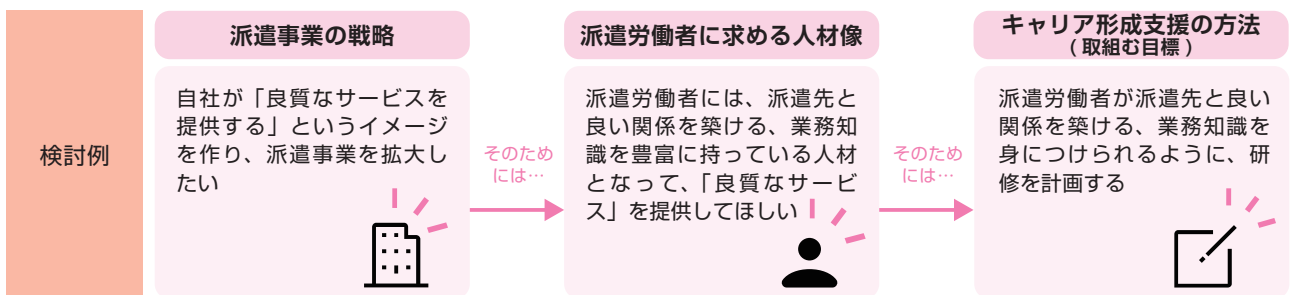 検討例
派遣事業の戦略
自社が「良質なサービスを
提供する」というイメージ
を作り、派遣事業を拡大し
たい
そのため
には…
派遣労働者に求める人材像
派遣労働者には、派遣先と
良い関係を築ける、業務知
識を豊富に持っている人材
となって、「良質なサービ
ス」を提供してほしい
そのため
には…
キャリア形成支援の方法
( 取組む目標 )
派遣労働者が派遣先と良い
関係を築ける、業務知識を
身につけられるように、研
修を計画する